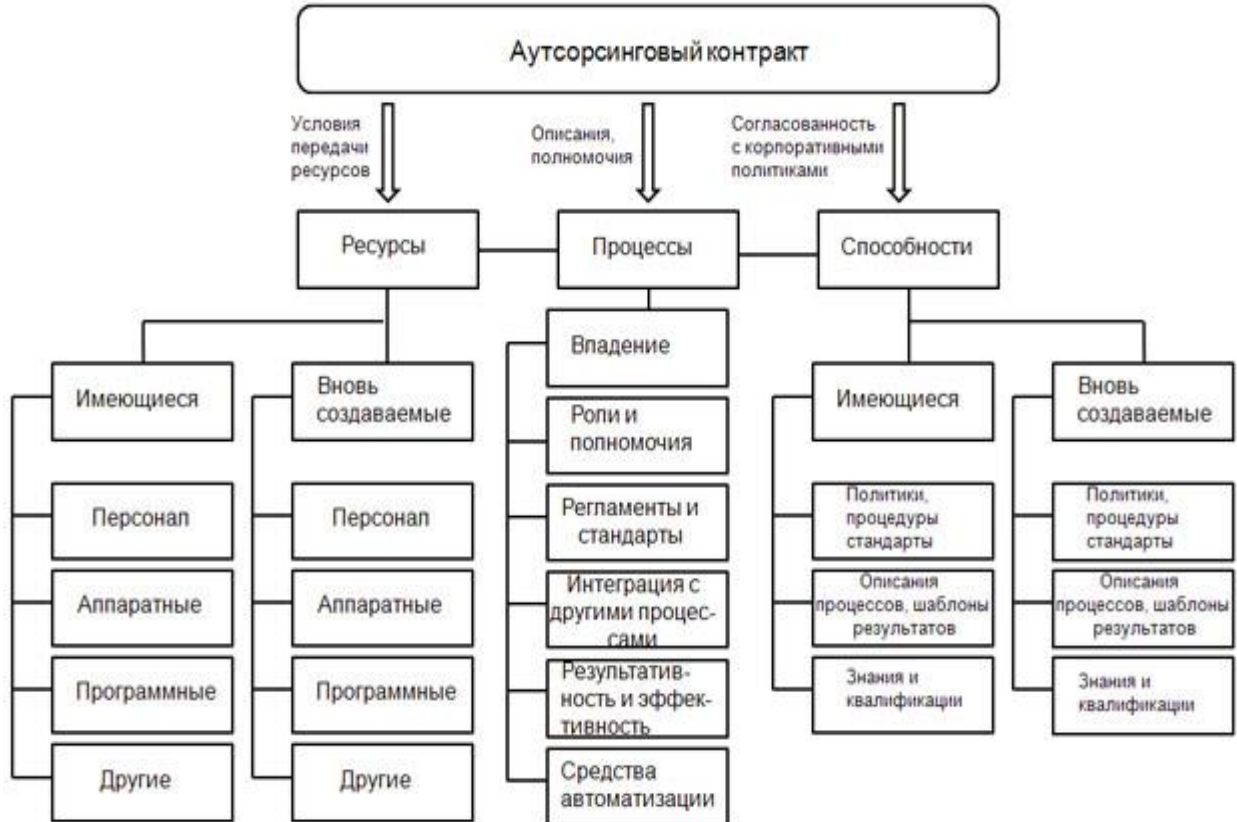 Аутсорсинговый контракт
Условия
передачи
ресурсов
Описания,
полномочия
Согласованность
с корпоративными
политиками
Ресурсы
Процессы
Способности
Имеющиеся
Персонал
Аппаратные
Программные
Другие
Вновь
создаваемые
Персонал
Аппаратные
Программные
Другие
Впадение
Ропи и
полномочия
Регламенты и
стандарты
Интеграция с
другими процес-
сами
Результатив-
ность и эффек-
тивность
Средства
автоматизации
Имеющиеся
Политики,
процедуры
стандарты
Описания
процессов, шаблоны
результатов
Знания и
квалификации
Вновь
создаваемые
Политики,
процедуры
стандарты
Описания
процессов, шаблоны
результатов
Знания и
квалификации